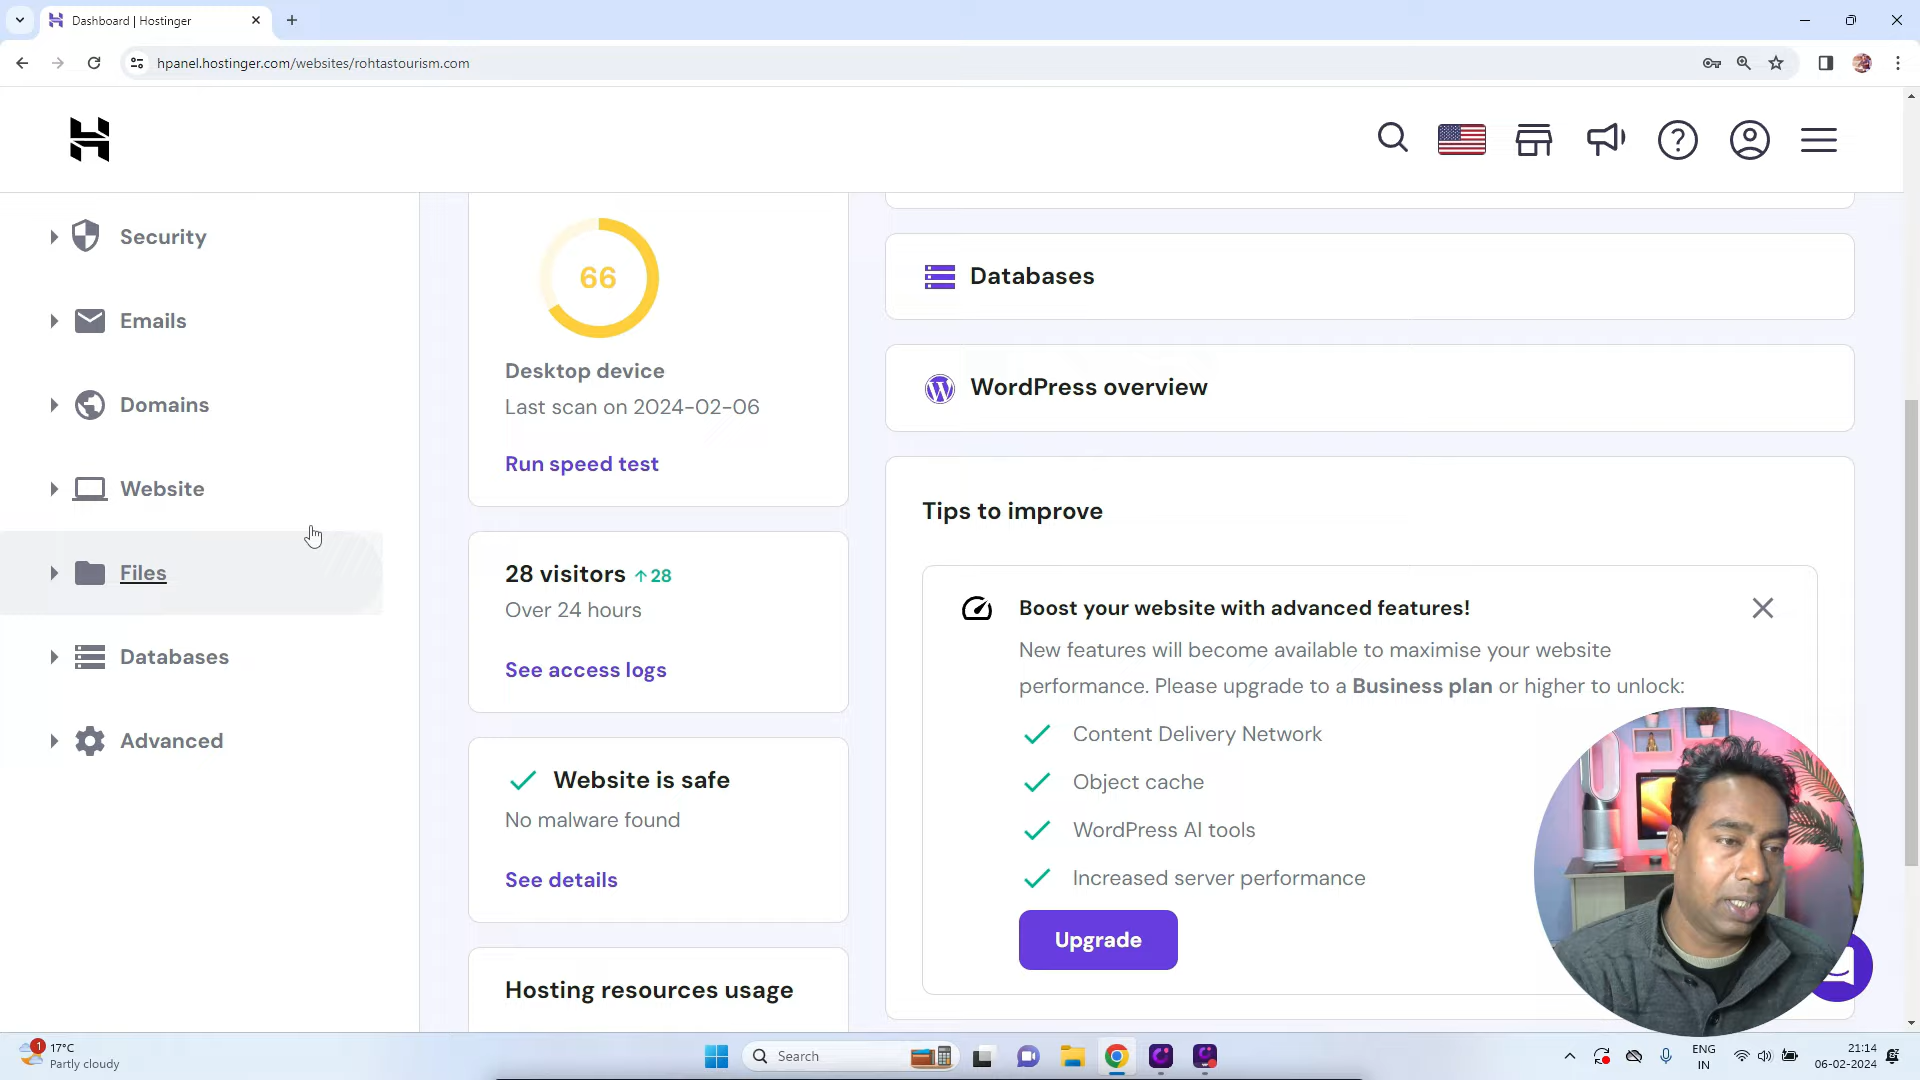 Dashboard | Hostinger
hpanel.hostinger.com/websites/rohtastourism.com
Security
Emails
Domains
Website
Files
Databases
Advanced
66
Desktop device
Last scan on 2024-02-06
Run speed test
28 visitors ↑28
Over 24 hours
See access logs
Website is safe
No malware found
See details
Hosting resources usage
Databases
WordPress overview
Tips to improve
Boost your website with advanced features!
New features will become available to maximise your website
performance. Please upgrade to a Business plan or higher to unlock:
Content Delivery Network
Object cache
WordPress AI tools
Increased server performance
Upgrade
1
17°C
Partly cloudy
Search
ENG
IN
21:14
06-02-2024